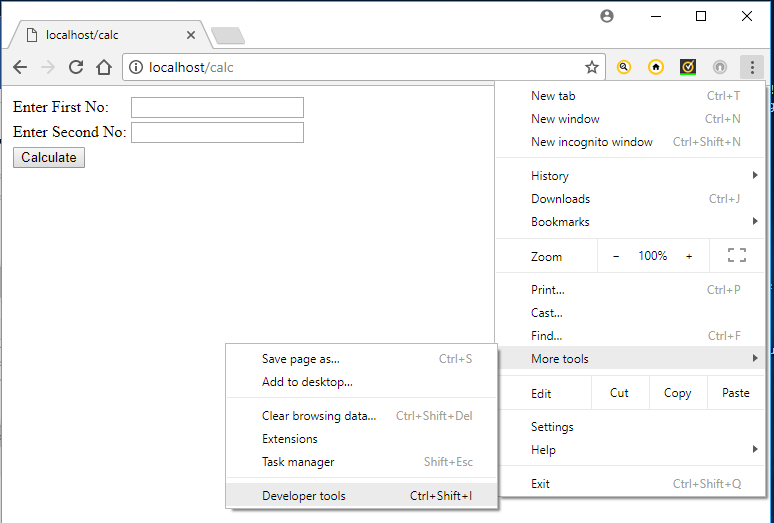 localhost/calc
localhost/calc
Enter First No:
Enter Second No:
Calculate
New tab Ctrl+T
New window Ctrl+N
New incognito window Ctrl+Shift+N
History
Downloads Ctrl+J
Bookmarks
Zoom − 100% +
Print... Ctrl+P
Cast...
Find... Ctrl+F
More tools
Edit Cut Copy Paste
Settings
Help
Exit Ctrl+Shift+Q
Save page as... Ctrl+S
Add to desktop...
Clear browsing data... Ctrl+Shift+Del
Extensions
Task manager Shift+Esc
Developer tools Ctrl+Shift+I